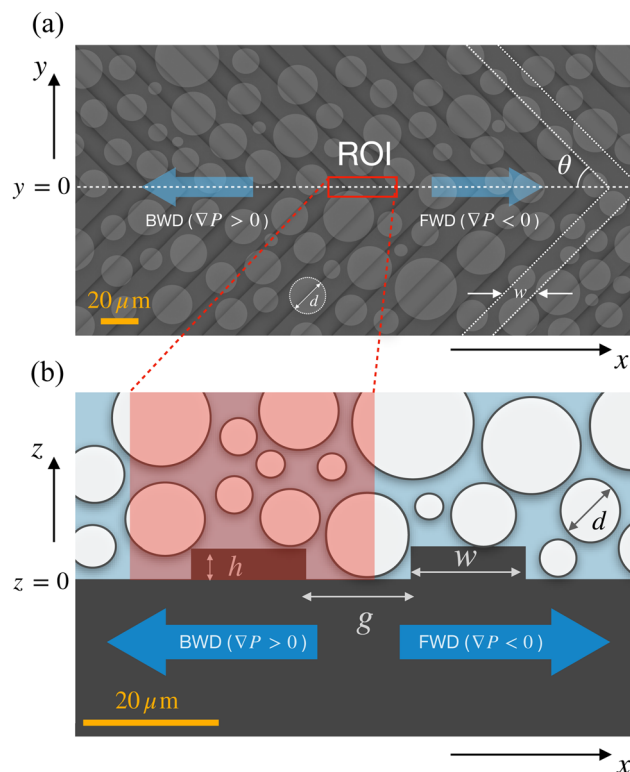 (a)
y
ROI
θ
y = 0
BWD (∇P > 0)
FWD (∇P < 0)
d
w
20 μm
x
(b)
z
d
h
w
z = 0
g
BWD (∇P > 0)
FWD (∇P < 0)
20 μm
x